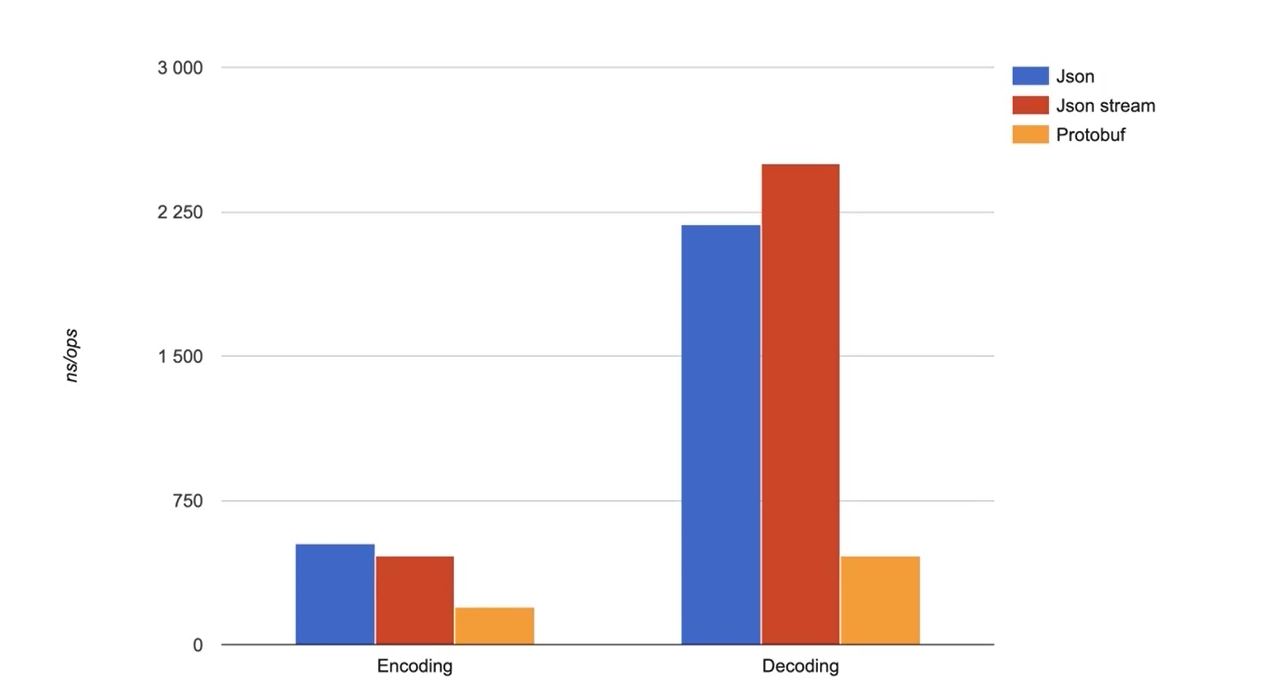 3 000
2 250
1 500
750
0
ns/ops
Encoding
Decoding
Json
Json stream
Protobuf